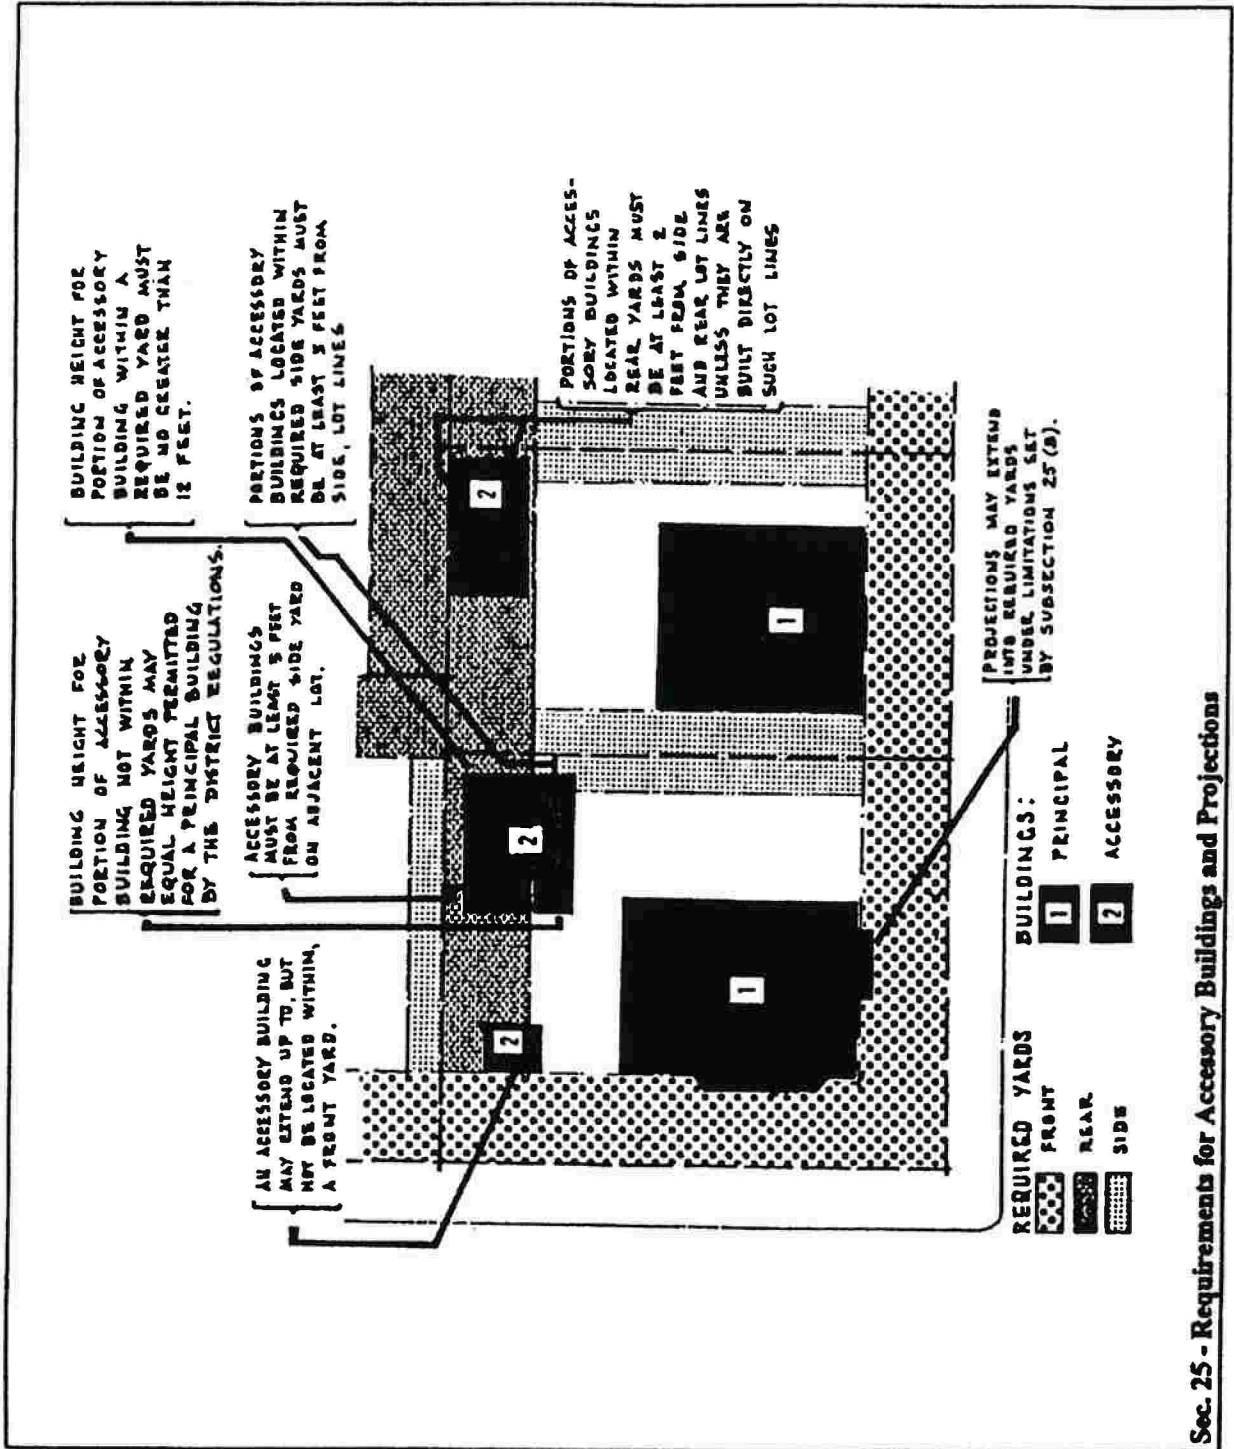 BUILDING HEIGHT FOR
PORTION OF ACCESSORY
BUILDING NOT WITHIN
REQUIRED YARDS MAY
EQUAL HEIGHT PERMITTED
FOR A PRINCIPAL BUILDING
BY THE DISTRICT REGULATIONS.
BUILDING HEIGHT FOR
PORTION OF ACCESSORY
BUILDING WITHIN A
REQUIRED YARD MUST
BE NO GREATER THAN
12 FEET.
AN ACCESSORY BUILDING
MAY EXTEND UP TO, BUT
NOT BE LOCATED WITHIN,
A FRONT YARD.
ACCESSORY BUILDINGS
MUST BE AT LEAST 5 FEET
FROM REQUIRED SIDE YARD
ON ADJACENT LOT.
PORTIONS OF ACCESSORY
BUILDINGS LOCATED WITHIN
REQUIRED SIDE YARDS MUST
BE AT LEAST FEET FROM
SIDE, LOT LINES
PORTIONS OF ACCES-
SORY BUILDINGS
LOCATED WITHIN
REAR YARDS MUST
BE AT LEAST 2
FEET FROM SIDE
AND REAR LOT LINES
UNLESS THEY ARE
BUILT DIRECTLY ON
SUCH LOT LINES
2
2
2
1
1
PROJECTIONS MAY EXTEND
INTO REQUIRED YARDS
UNDER LIMITATIONS SET
BY SUBSECTION 25 (B).
REQUIRED YARDS
FRONT
REAR
SIDE
BUILDINGS:
1 PRINCIPAL
2 ACCESSORY
Sec. 25 - Requirements for Accessory Buildings and Projections